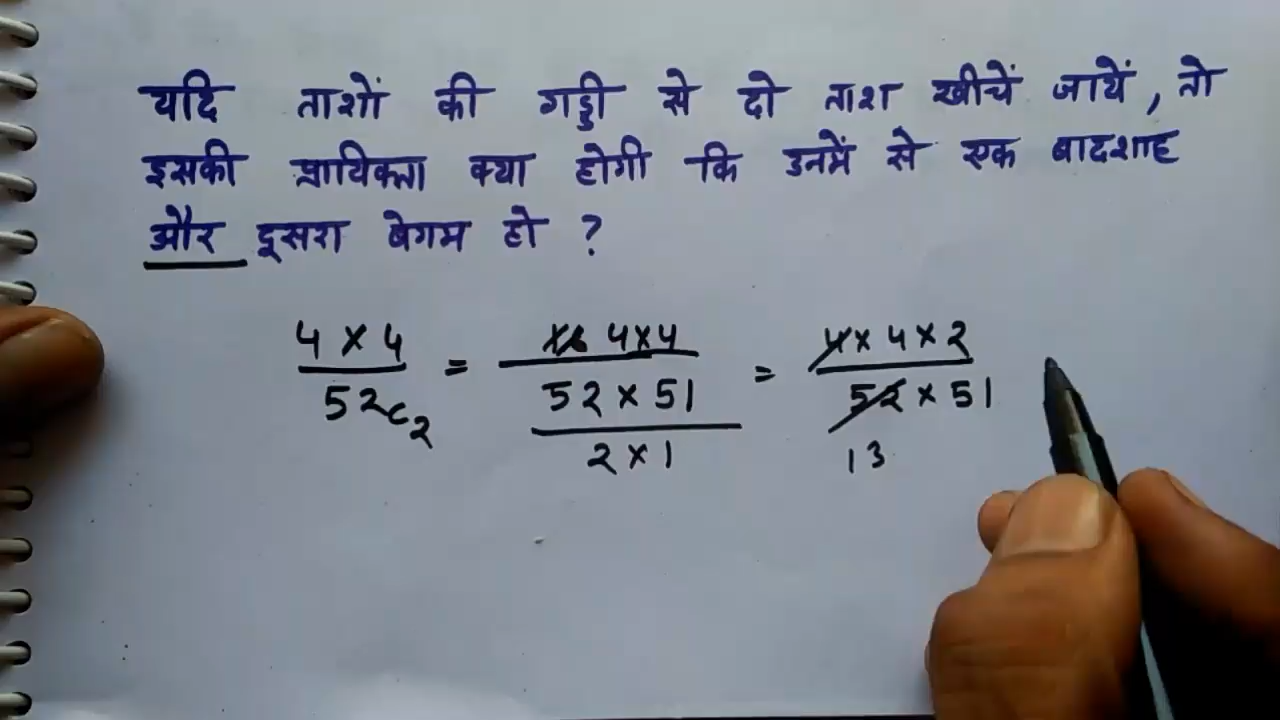 यदि ताशों की गड्डी से दो ताश खीचें जायें, तो
इसकी प्रायिकता क्या होगी कि उनमें से एक बादशाह
और दूसरा बेगम हो ?
4 × 4 / 52c2 = 4×4 / (52 × 51 / 2 × 1) = 4 × 4 × 2 / 52 × 51
13